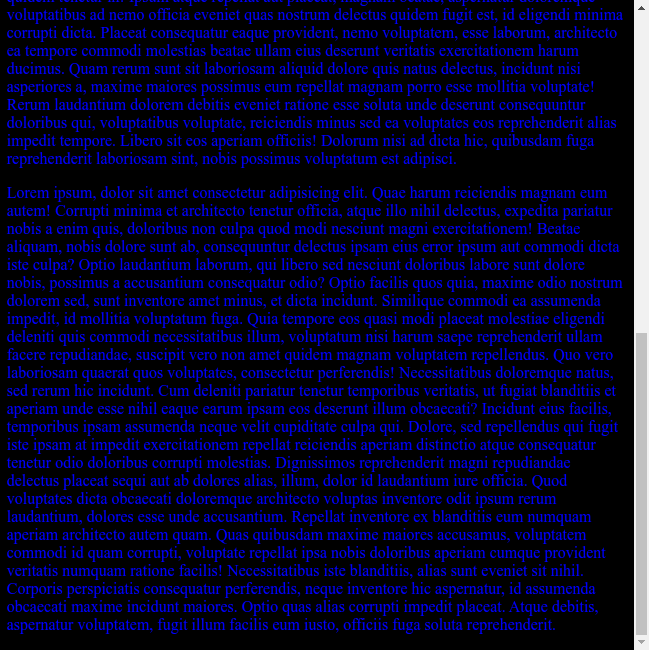 voluptatibus ad nemo officia eveniet quas nostrum delectus quidem fugit est, id eligendi minima
corrupti dicta. Placeat consequatur eaque provident, nemo voluptatem, esse laborum, architecto
ea tempore commodi molestias beatae ullam eius deserunt veritatis exercitationem harum
ducimus. Quam rerum sunt sit laboriosam aliquid dolore quis natus delectus, incidunt nisi
asperiores a, maxime maiores possimus eum repellat magnam porro esse mollitia voluptate!
Rerum laudantium dolorem debitis eveniet ratione esse soluta unde deserunt consequuntur
doloribus qui, voluptatibus voluptate, reiciendis minus sed ea voluptates eos reprehenderit alias
impedit tempore. Libero sit eos aperiam officiis! Dolorum nisi ad dicta hic, quibusdam fuga
reprehenderit laboriosam sint, nobis possimus voluptatum est adipisci.
Lorem ipsum, dolor sit amet consectetur adipisicing elit. Quae harum reiciendis magnam eum
autem! Corrupti minima et architecto tenetur officia, atque illo nihil delectus, expedita pariatur
nobis a enim quis, doloribus non culpa quod modi nesciunt magni exercitationem! Beatae
aliquam, nobis dolore sunt ab, consequuntur delectus ipsam eius error ipsum aut commodi dicta
iste culpa? Optio laudantium laborum, qui libero sed nesciunt doloribus labore sunt dolore
nobis, possimus a accusantium consequatur odio? Optio facilis quos quia, maxime odio nostrum
dolorem sed, sunt inventore amet minus, et dicta incidunt. Similique commodi ea assumenda
impedit, id mollitia voluptatum fuga. Quia tempore eos quasi modi placeat molestiae eligendi
deleniti quis commodi necessitatibus illum, voluptatum nisi harum saepe reprehenderit ullam
facere repudiandae, suscipit vero non amet quidem magnam voluptatem repellendus. Quo vero
laboriosam quaerat quos voluptates, consectetur perferendis! Necessitatibus doloremque natus,
sed rerum hic incidunt. Cum deleniti pariatur tenetur temporibus veritatis, ut fugiat blanditiis et
aperiam unde esse nihil eaque earum ipsam eos deserunt illum obcaecati? Incidunt eius facilis,
temporibus ipsam assumenda neque velit cupiditate culpa qui. Dolore, sed repellendus qui fugit
iste ipsam at impedit exercitationem repellat reiciendis aperiam distinctio atque consequatur
tenetur odio doloribus corrupti molestias. Dignissimos reprehenderit magni repudiandae
delectus placeat sequi aut ab dolores alias, illum, dolor id laudantium iure officia. Quod
voluptates dicta obcaecati doloremque architecto voluptas inventore odit ipsum rerum
laudantium, dolores esse unde accusantium. Repellat inventore ex blanditiis eum numquam
aperiam architecto autem quam. Quas quibusdam maxime maiores accusamus, voluptatem
commodi id quam corrupti, voluptate repellat ipsa nobis doloribus aperiam cumque provident
veritatis numquam ratione facilis! Necessitatibus iste blanditiis, alias sunt eveniet sit nihil.
Corporis perspiciatis consequatur perferendis, neque inventore hic aspernatur, id assumenda
obcaecati maxime incidunt maiores. Optio quas alias corrupti impedit placeat. Atque debitis,
aspernatur voluptatem, fugit illum facilis eum iusto, officiis fuga soluta reprehenderit.